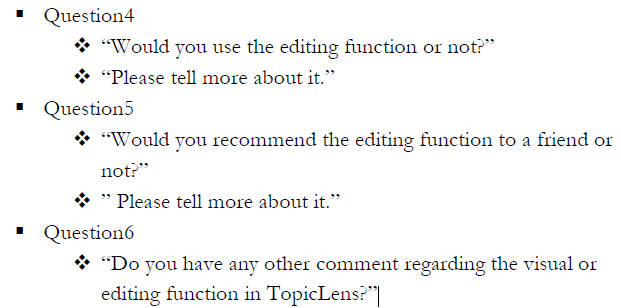 ▪ Question4
❖ “Would you use the editing function or not?”
❖ “Please tell more about it.”
▪ Question5
❖ “Would you recommend the editing function to a friend or
not?”
❖ ” Please tell more about it.”
▪ Question6
❖ “Do you have any other comment regarding the visual or
editing function in TopicLens?”